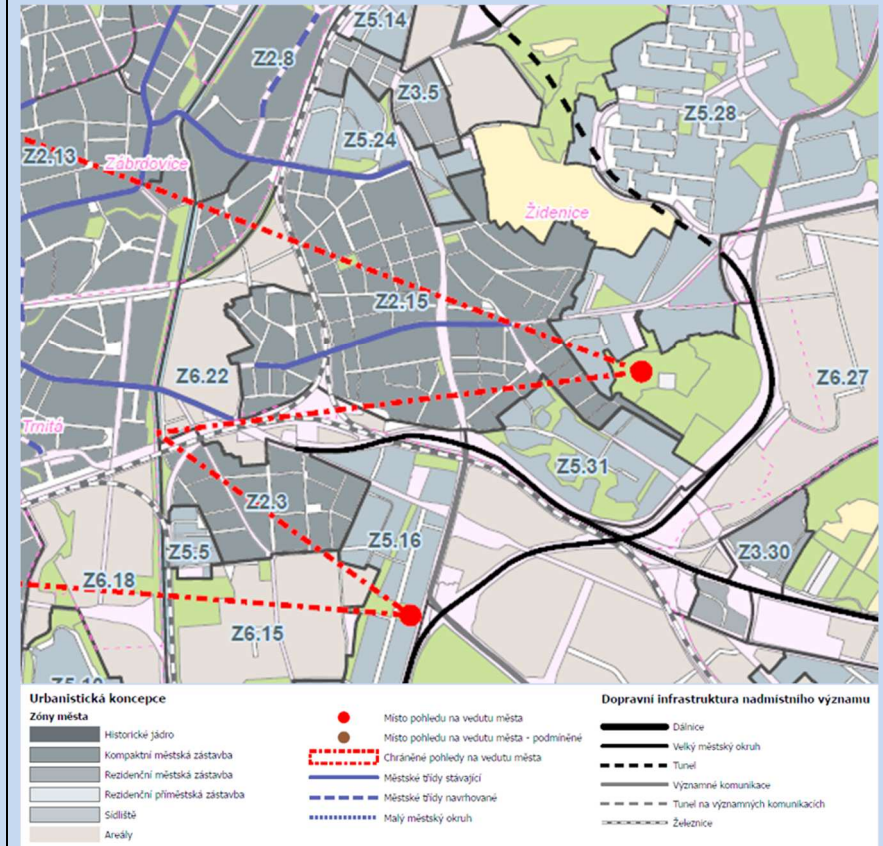 Z5.14
Z2.8
Z3.5
Z5.28
Z5.24
Z2.13
Zábrdovice
Židenice
Z2.15
Z6.22
Z6.27
Trnitá
Z5.31
Z2.3
Z5.16
Z5.5
Z3.30
Z6.18
Z6.15
Urbanistická koncepce
Zóny města
Historické jádro
Kompaktní městská zástavba
Rezidenční městská zástavba
Rezidenční příměstská zástavba
Sídliště
Areály
Místo pohledu na vedutu města
Místo pohledu na vedutu města - podmíněné
Chráněné pohledy na vedutu města
Městské třídy stávající
Městské třídy navrhované
Malý městský okruh
Dopravní infrastruktura nadmístního významu
Dálnice
Velký městský okruh
Tunel
Významné komunikace
Tunel na významných komunikacích
Železnice